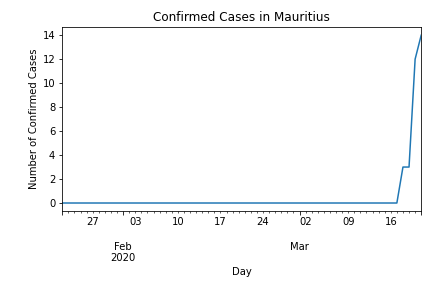 Confirmed Cases in Mauritius
Number of Confirmed Cases
14
12
10
8
6
4
2
0
27 03 10 17 24 02 09 16
Feb Mar
2020
Day